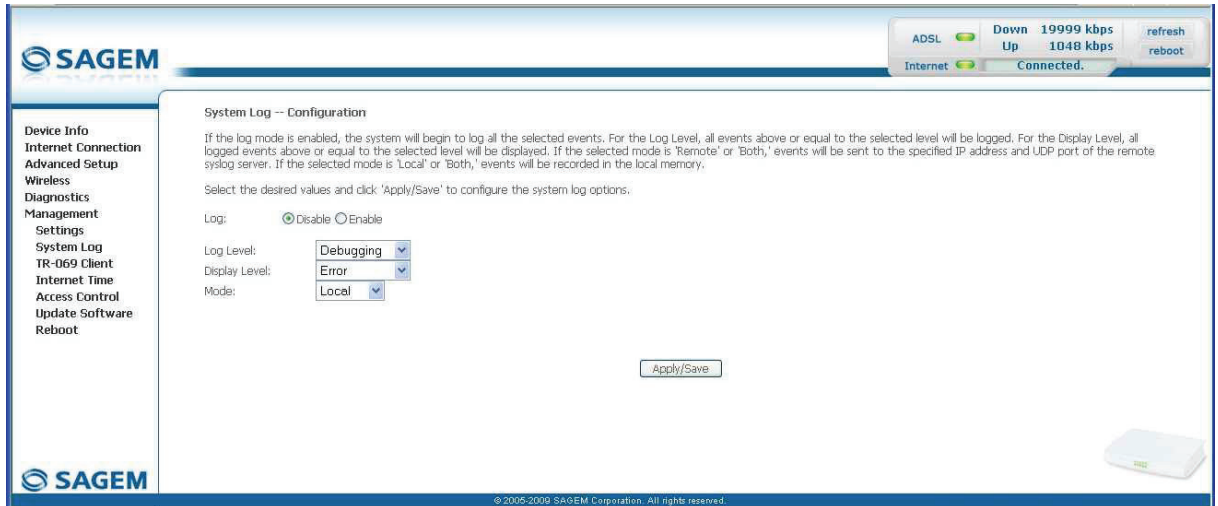 SAGEM
ADSL Down 19999 kbps refresh
Up 1048 kbps reboot
Internet Connected.
Device Info
Internet Connection
Advanced Setup
Wireless
Diagnostics
Management
Settings
System Log
TR-069 Client
Internet Time
Access Control
Update Software
Reboot
SAGEM
System Log -- Configuration
If the log mode is enabled, the system will begin to log all the selected events. For the Log Level, all events above or equal to the selected level will be logged. For the Display Level, all
logged events above or equal to the selected level will be displayed. If the selected mode is 'Remote' or 'Both,' events will be sent to the specified IP address and UDP port of the remote
syslog server. If the selected mode is 'Local' or 'Both,' events will be recorded in the local memory.
Select the desired values and click 'Apply/Save' to configure the system log options.
Log: Disable Enable
Log Level: Debugging
Display Level: Error
Mode: Local
Apply/Save
© 2005-2009 SAGEM Corporation. All rights reserved.